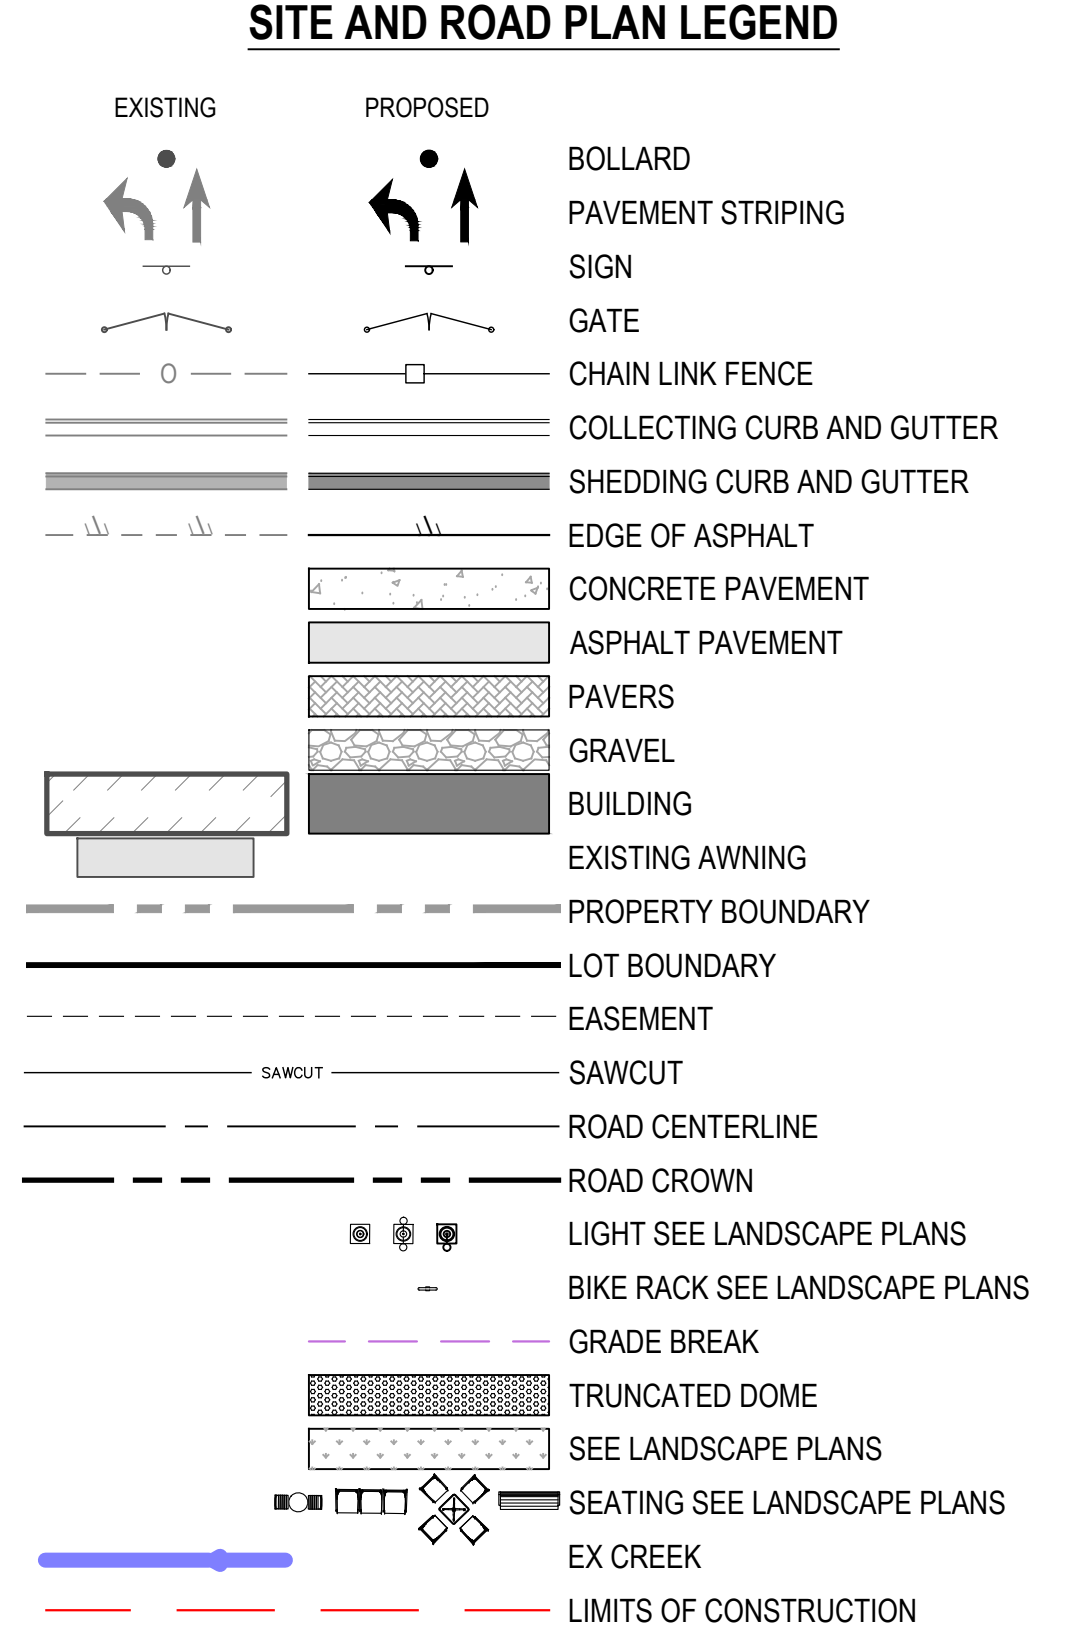 SITE AND ROAD PLAN LEGEND
EXISTING PROPOSED
BOLLARD
PAVEMENT STRIPING
SIGN
GATE
CHAIN LINK FENCE
COLLECTING CURB AND GUTTER
SHEDDING CURB AND GUTTER
EDGE OF ASPHALT
CONCRETE PAVEMENT
ASPHALT PAVEMENT
PAVERS
GRAVEL
BUILDING
EXISTING AWNING
PROPERTY BOUNDARY
LOT BOUNDARY
EASEMENT
SAWCUT SAWCUT
ROAD CENTERLINE
ROAD CROWN
LIGHT SEE LANDSCAPE PLANS
BIKE RACK SEE LANDSCAPE PLANS
GRADE BREAK
TRUNCATED DOME
SEE LANDSCAPE PLANS
SEATING SEE LANDSCAPE PLANS
EX CREEK
LIMITS OF CONSTRUCTION